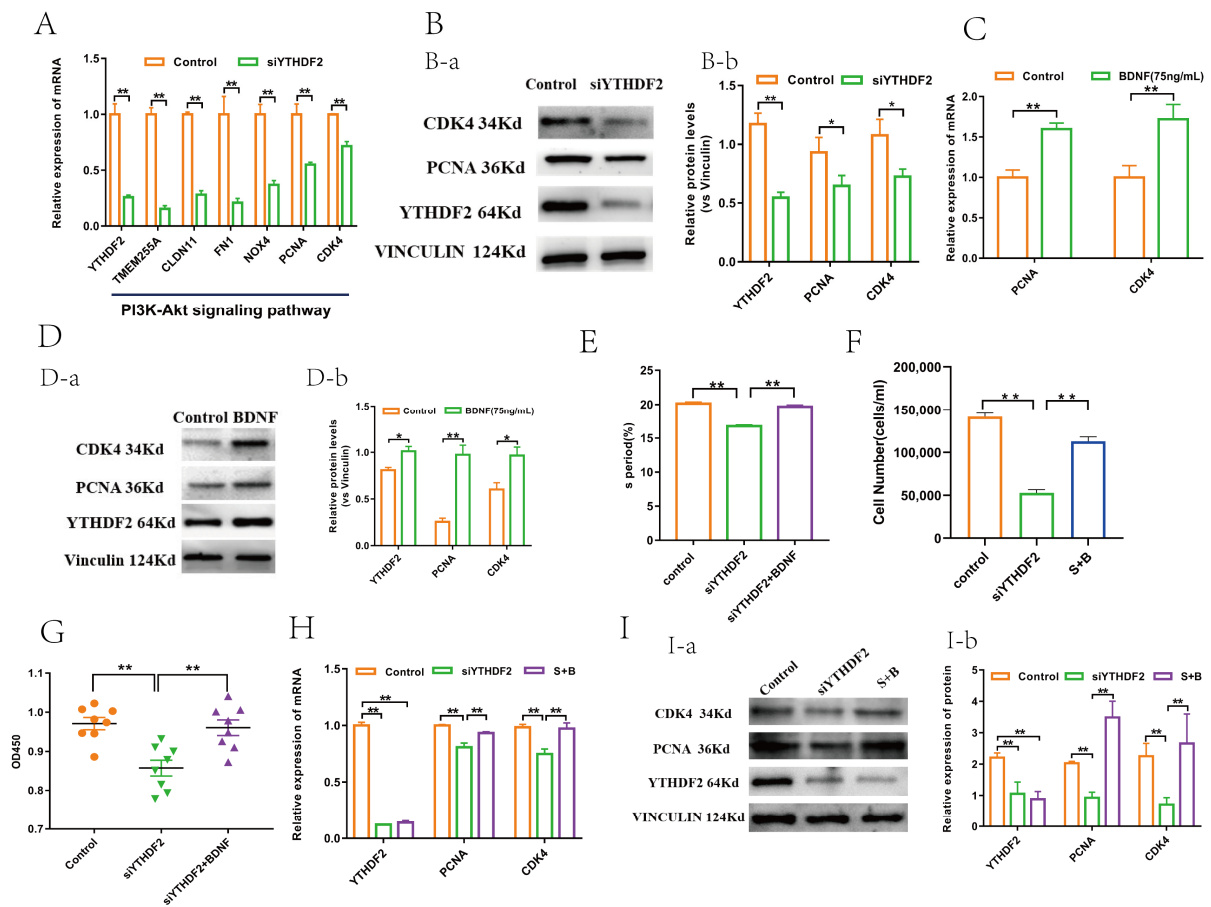 A
Control siYTHDF2
Relative expression of mRNA
1.5
1.0
0.5
0.0
** ** ** ** ** ** **
YTHDF2 TMEM255A CLDN11 FN1 NOX4 PCNA CDK4
PI3K-Akt signaling pathway
B
B-a
Control siYTHDF2
CDK4 34Kd
PCNA 36Kd
YTHDF2 64Kd
VINCULIN 124Kd
B-b
Control siYTHDF2
Relative protein levels
(vs Vinculin)
1.5
1.0
0.5
0.0
** * *
YTHDF2 PCNA CDK4
C
Control BDNF(75ng/mL)
Relative expression of mRNA
2.0
1.5
1.0
0.5
0.0
** **
PCNA CDK4
D
D-a
Control BDNF
CDK4 34Kd
PCNA 36Kd
YTHDF2 64Kd
Vinculin 124Kd
D-b
Control BDNF(75ng/mL)
Relative protein levels
(vs Vinculin)
1.5
1.0
0.5
0.0
* ** *
YTHDF2 PCNA CDK4
E
s period(%)
25
20
15
10
5
0
** **
control siYTHDF2 siYTHDF2+BDNF
F
Cell Number(cells/ml)
200,000
150,000
100,000
50,000
0
** **
control siYTHDF2 S+B
G
OD450
1.1
1.0
0.9
0.8
0.7
** **
Control siYTHDF2 siYTHDF2+BDNF
H
Control siYTHDF2 S+B
Relative expression of mRNA
1.5
1.0
0.5
0.0
** ** ** ** ** **
YTHDF2 PCNA CDK4
I
I-a
Control siYTHDF2 S+B
CDK4 34Kd
PCNA 36Kd
YTHDF2 64Kd
VINCULIN 124Kd
I-b
Control siYTHDF2 S+B
Relative expression of protein
5
4
3
2
1
0
** ** ** ** ** **
YTHDF2 PCNA CDK4